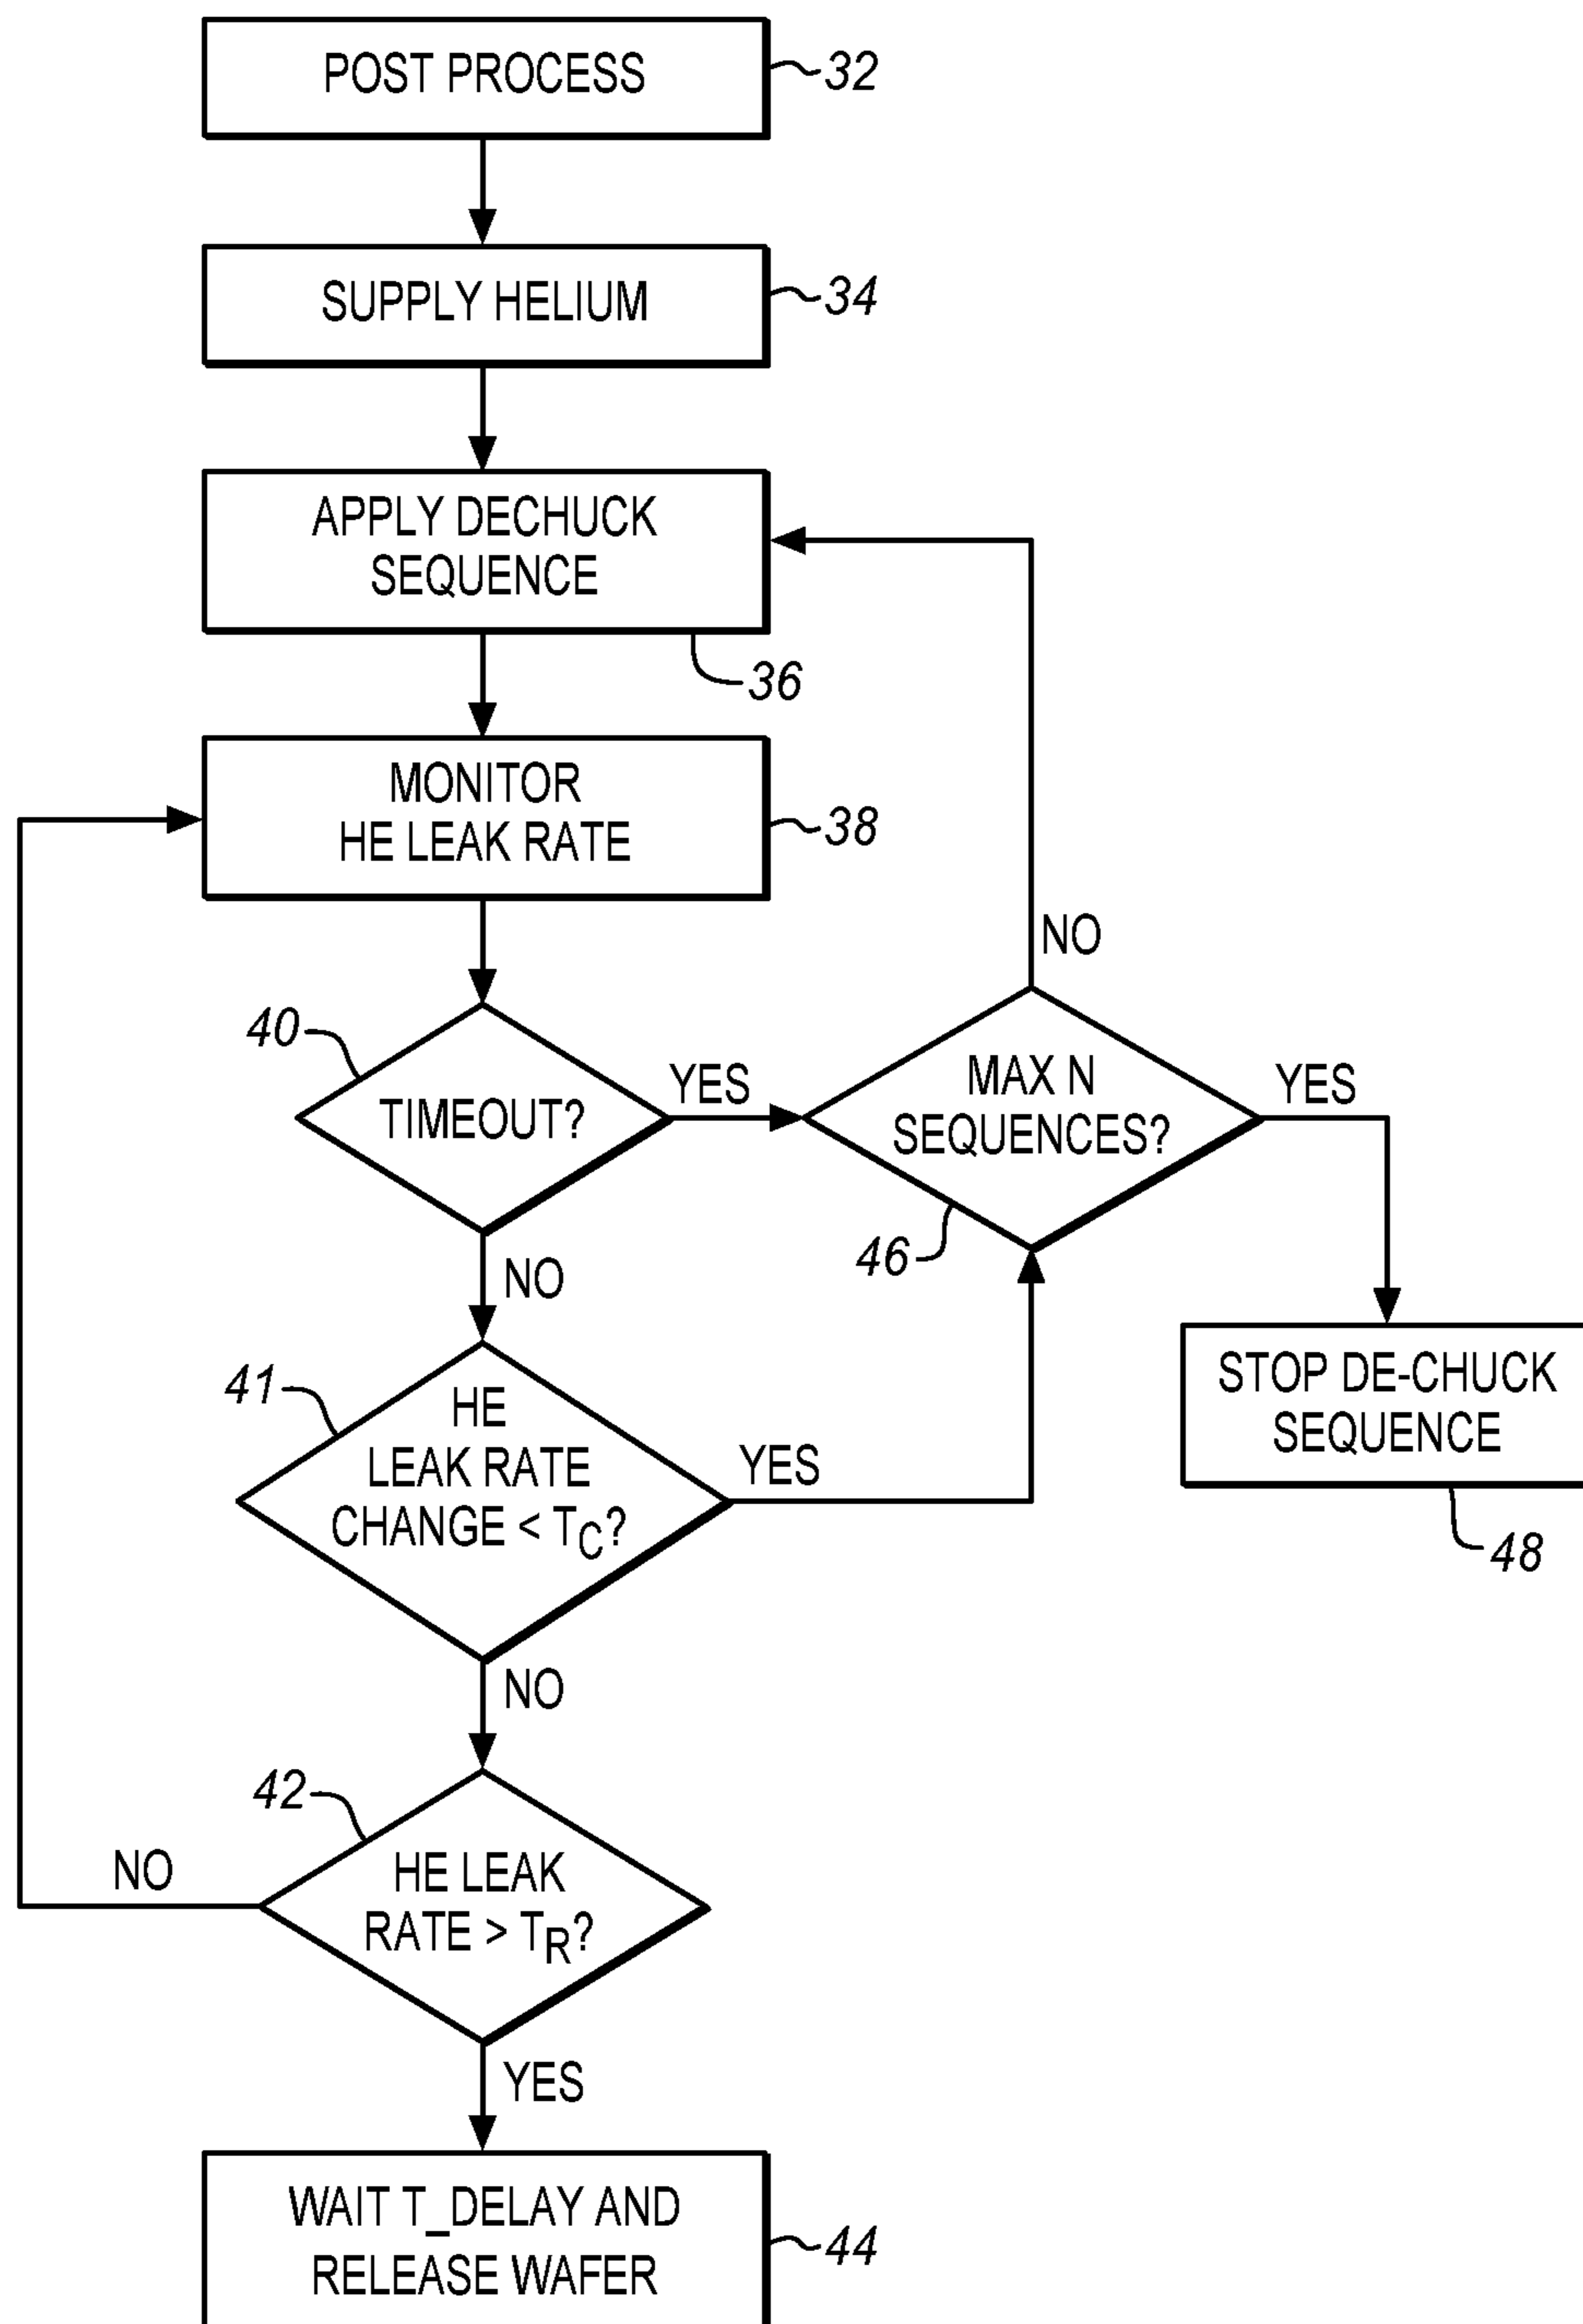 POST PROCESS
32
SUPPLY HELIUM
34
APPLY DECHUCK
SEQUENCE
36
MONITOR
HE LEAK RATE
38
NO
40
TIMEOUT?
YES
MAX N
SEQUENCES?
YES
46
NO
41
HE
LEAK RATE
CHANGE < TC?
YES
STOP DE-CHUCK
SEQUENCE
48
NO
42
NO
HE LEAK
RATE > TR?
YES
WAIT T_DELAY AND
RELEASE WAFER
44